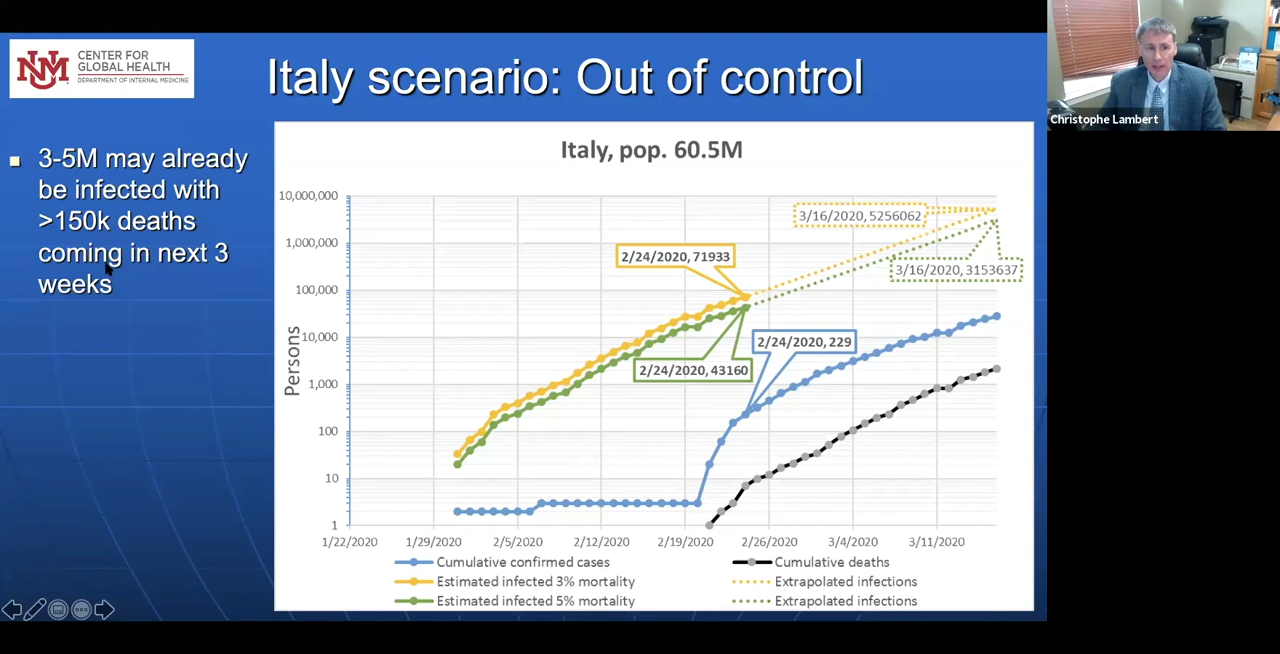 UNM
CENTER FOR
GLOBAL HEALTH
DEPARTMENT OF INTERNAL MEDICINE
Italy scenario: Out of control
Christophe Lambert
3-5M may already
be infected with
>150k deaths
coming in next 3
weeks
Italy, pop. 60.5M
Persons
10,000,000
1,000,000
100,000
10,000
1,000
100
10
1
3/16/2020, 5256062
2/24/2020, 71933
3/16/2020, 3153637
2/24/2020, 229
2/24/2020, 43160
1/22/2020 1/29/2020 2/5/2020 2/12/2020 2/19/2020 2/26/2020 3/4/2020 3/11/2020
Cumulative confirmed cases Cumulative deaths
Estimated infected 3% mortality Extrapolated infections
Estimated infected 5% mortality Extrapolated infections